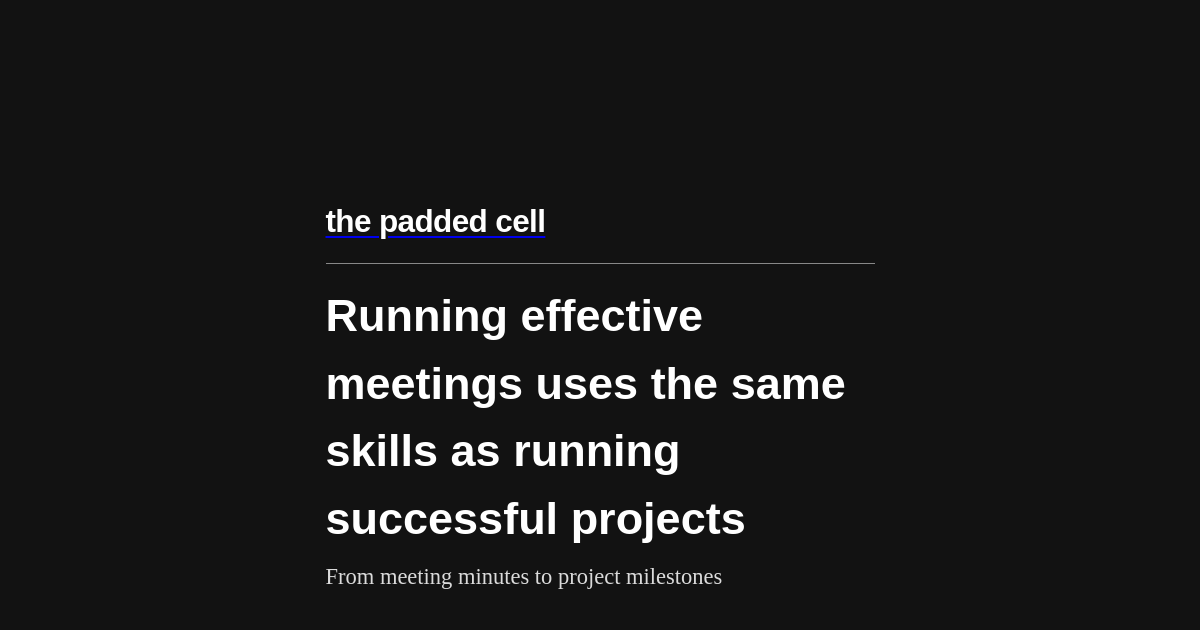 the padded cell
Running effective
meetings uses the same
skills as running
successful projects
From meeting minutes to project milestones